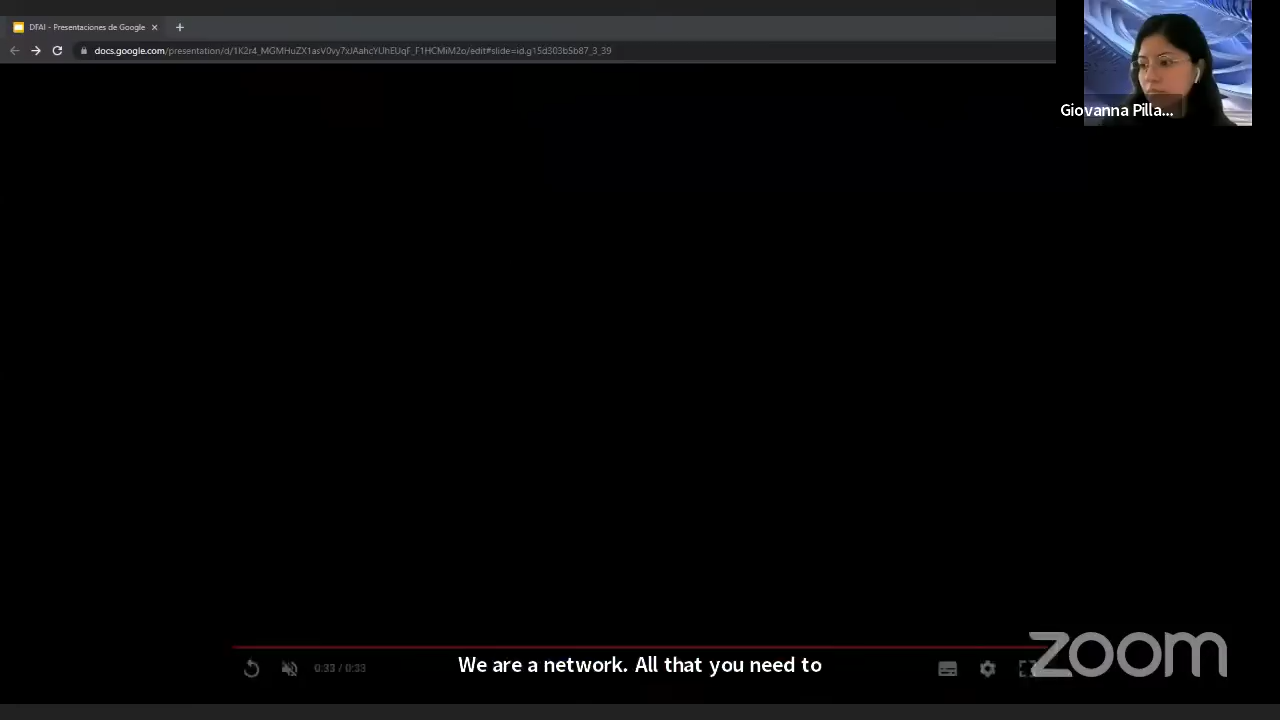 DFAI - Presentaciones de Google
docs.google.com/presentation/d/1K2r4_MGMHuZX1asV0vy7xJAahcYUhEUqF_F1HCMiM2o/edit#slide=id.g15d303b5b87_3_39
Giovanna Pilla...
0:33 / 0:33
We are a network. All that you need to
zoom